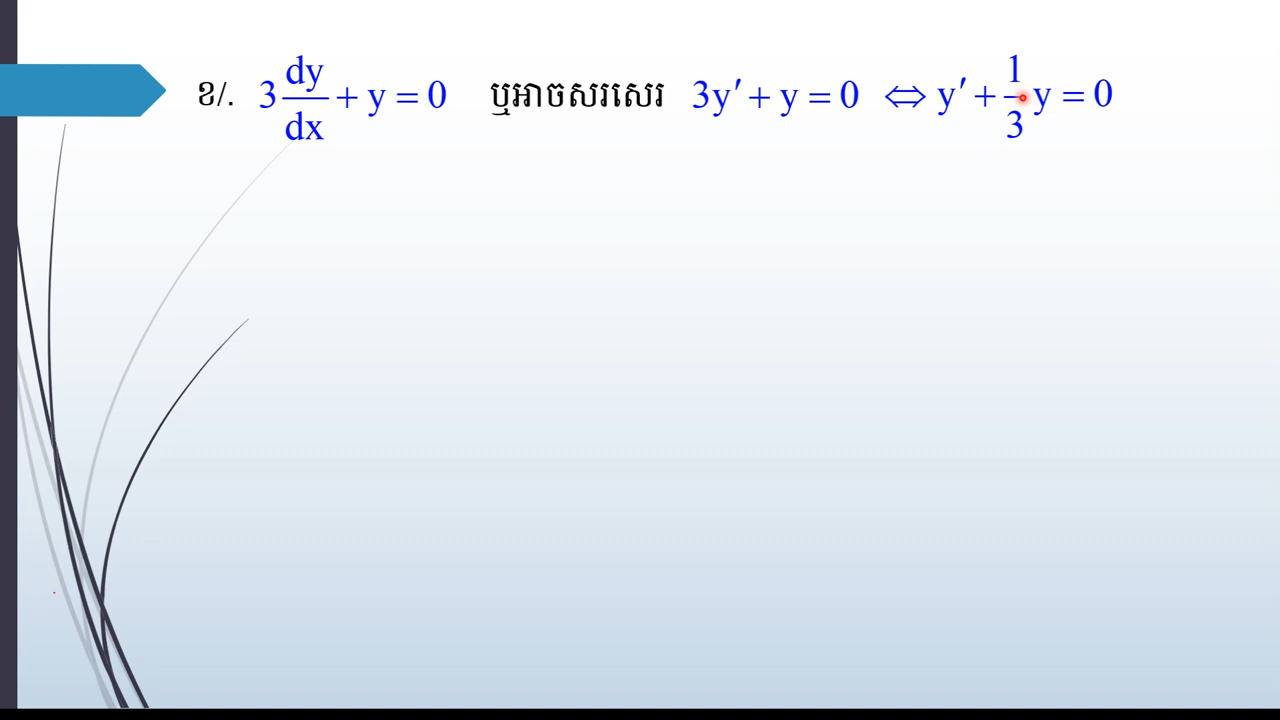 ខ/. 3 dy/dx + y = 0 ឬអាចសរសេរ 3y′ + y = 0 ⇔ y′ + 1/3 y = 0